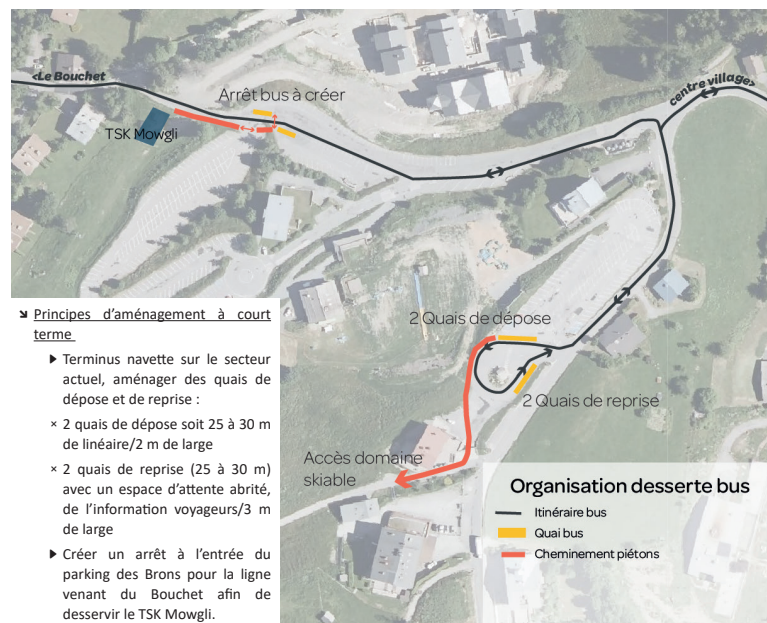 <Le Bouchet
centre village>
Arrêt bus à créer
TSK Mowgli
2 Quais de dépose
2 Quais de reprise
Accès domaine
skiable
Principes d'aménagement à court
terme
Terminus navette sur le secteur
actuel, aménager des quais de
dépose et de reprise :
× 2 quais de dépose soit 25 à 30 m
de linéaire/2 m de large
× 2 quais de reprise (25 à 30 m)
avec un espace d'attente abrité,
de l'information voyageurs/3 m
de large
Créer un arrêt à l'entrée du
parking des Brons pour la ligne
venant du Bouchet afin de
desservir le TSK Mowgli.
Organisation desserte bus
Itinéraire bus
Quai bus
Cheminement piétons